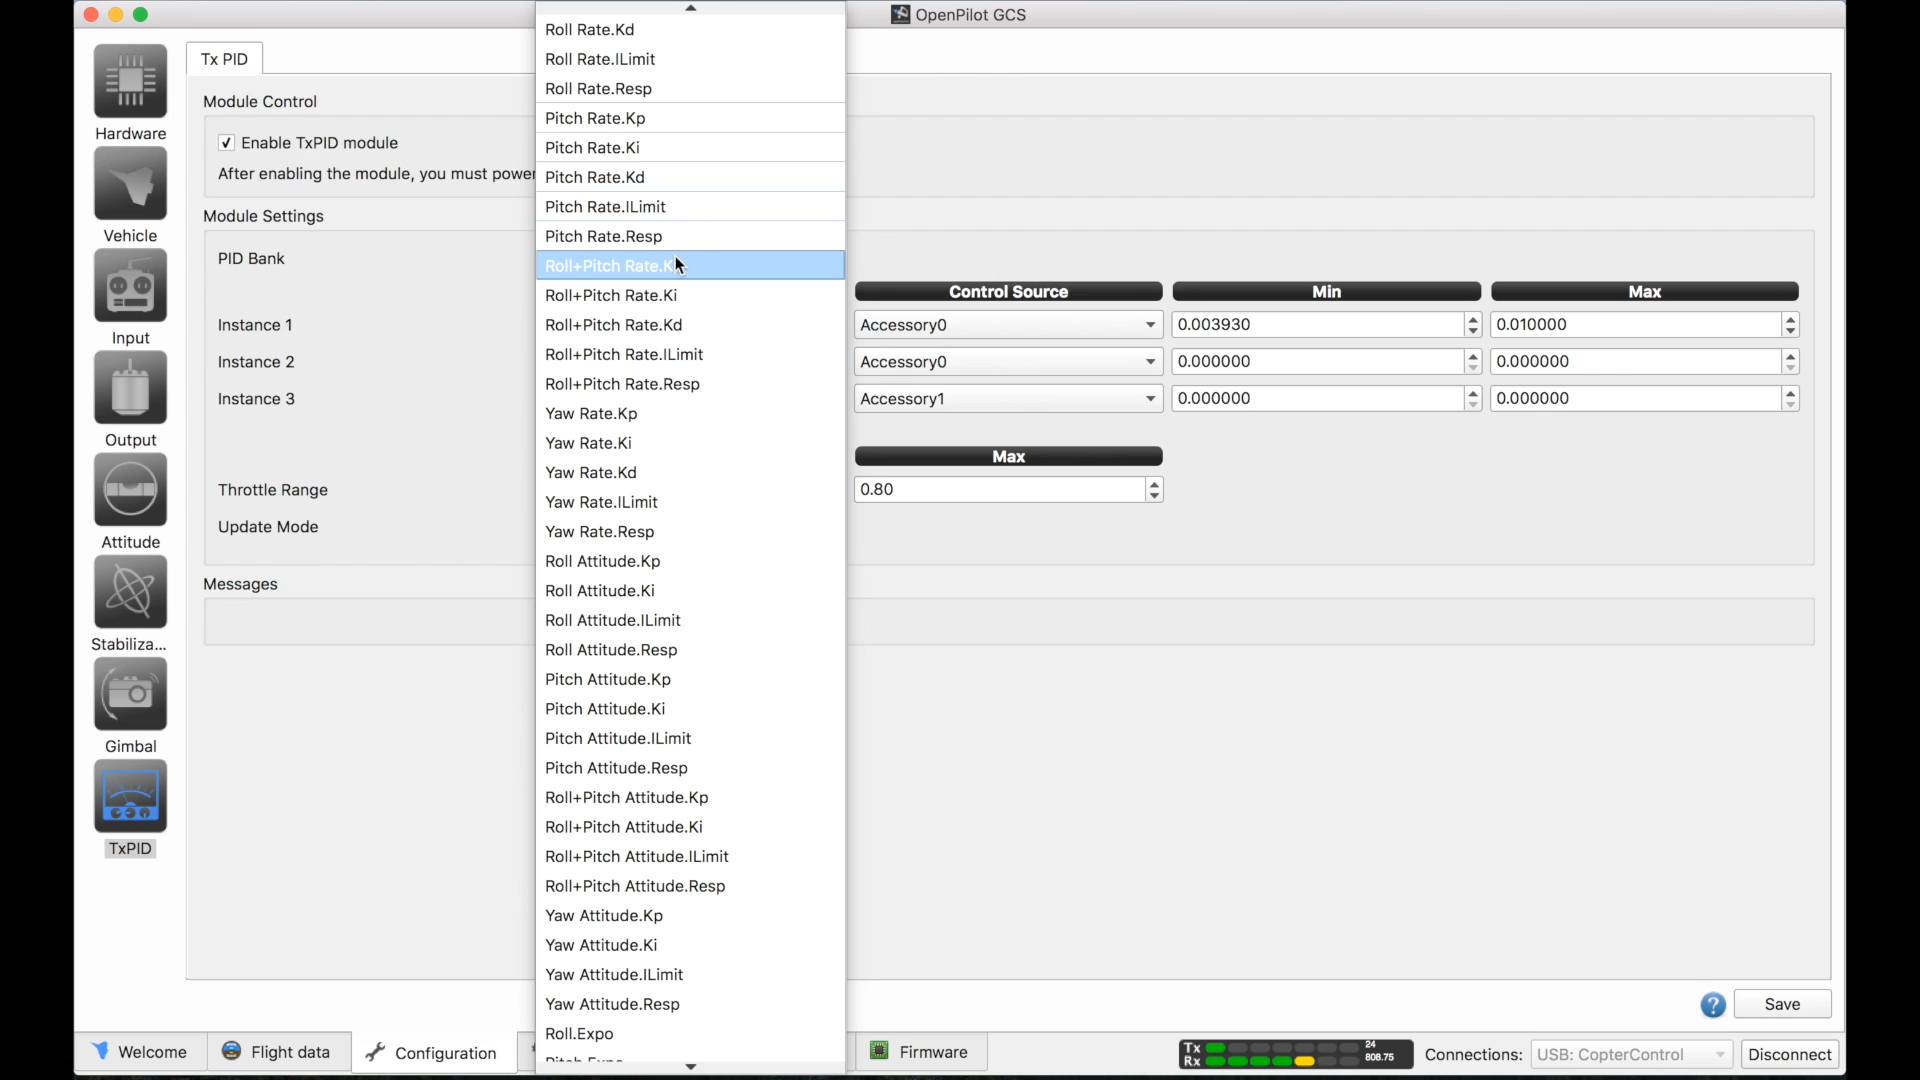 OpenPilot GCS
Hardware
Vehicle
Input
Output
Attitude
Stabiliza...
Gimbal
TxPID
Tx PID
Module Control
Enable TxPID module
After enabling the module, you must power
Module Settings
PID Bank
Control Source Min Max
Instance 1 Accessory0 0.003930 0.010000
Instance 2 Accessory0 0.000000 0.000000
Instance 3 Accessory1 0.000000 0.000000
Max
Throttle Range 0.80
Update Mode
Messages
Roll Rate.Kd
Roll Rate.ILimit
Roll Rate.Resp
Pitch Rate.Kp
Pitch Rate.Ki
Pitch Rate.Kd
Pitch Rate.ILimit
Pitch Rate.Resp
Roll+Pitch
Roll+Pitch Rate.Ki
Roll+Pitch Rate.Kd
Roll+Pitch Rate.ILimit
Roll+Pitch Rate.Resp
Yaw Rate.Kp
Yaw Rate.Ki
Yaw Rate.Kd
Yaw Rate.ILimit
Yaw Rate.Resp
Roll Attitude.Kp
Roll Attitude.Ki
Roll Attitude.ILimit
Roll Attitude.Resp
Pitch Attitude.Kp
Pitch Attitude.Ki
Pitch Attitude.ILimit
Pitch Attitude.Resp
Roll+Pitch Attitude.Kp
Roll+Pitch Attitude.Ki
Roll+Pitch Attitude.ILimit
Roll+Pitch Attitude.Resp
Yaw Attitude.Kp
Yaw Attitude.Ki
Yaw Attitude.ILimit
Yaw Attitude.Resp
Roll.Expo
? Save
Welcome Flight data Configuration Firmware
Tx 24
Rx 808.75
Connections: USB: CopterControl Disconnect